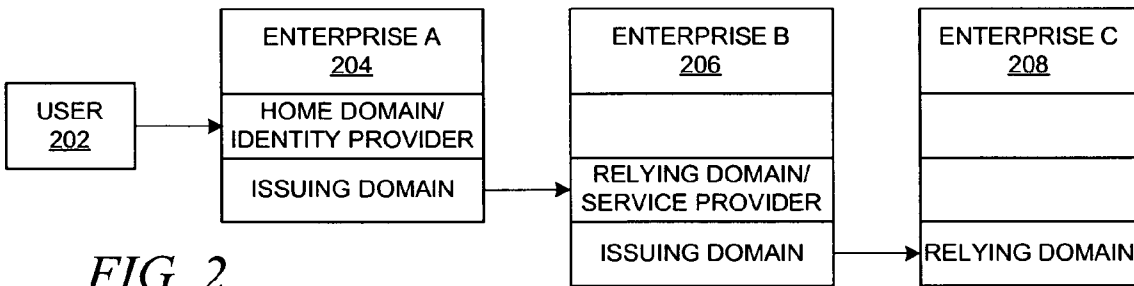 USER
202
ENTERPRISE A
204
HOME DOMAIN/
IDENTITY PROVIDER
ISSUING DOMAIN
ENTERPRISE B
206
RELYING DOMAIN/
SERVICE PROVIDER
ISSUING DOMAIN
ENTERPRISE C
208
RELYING DOMAIN
FIG. 2